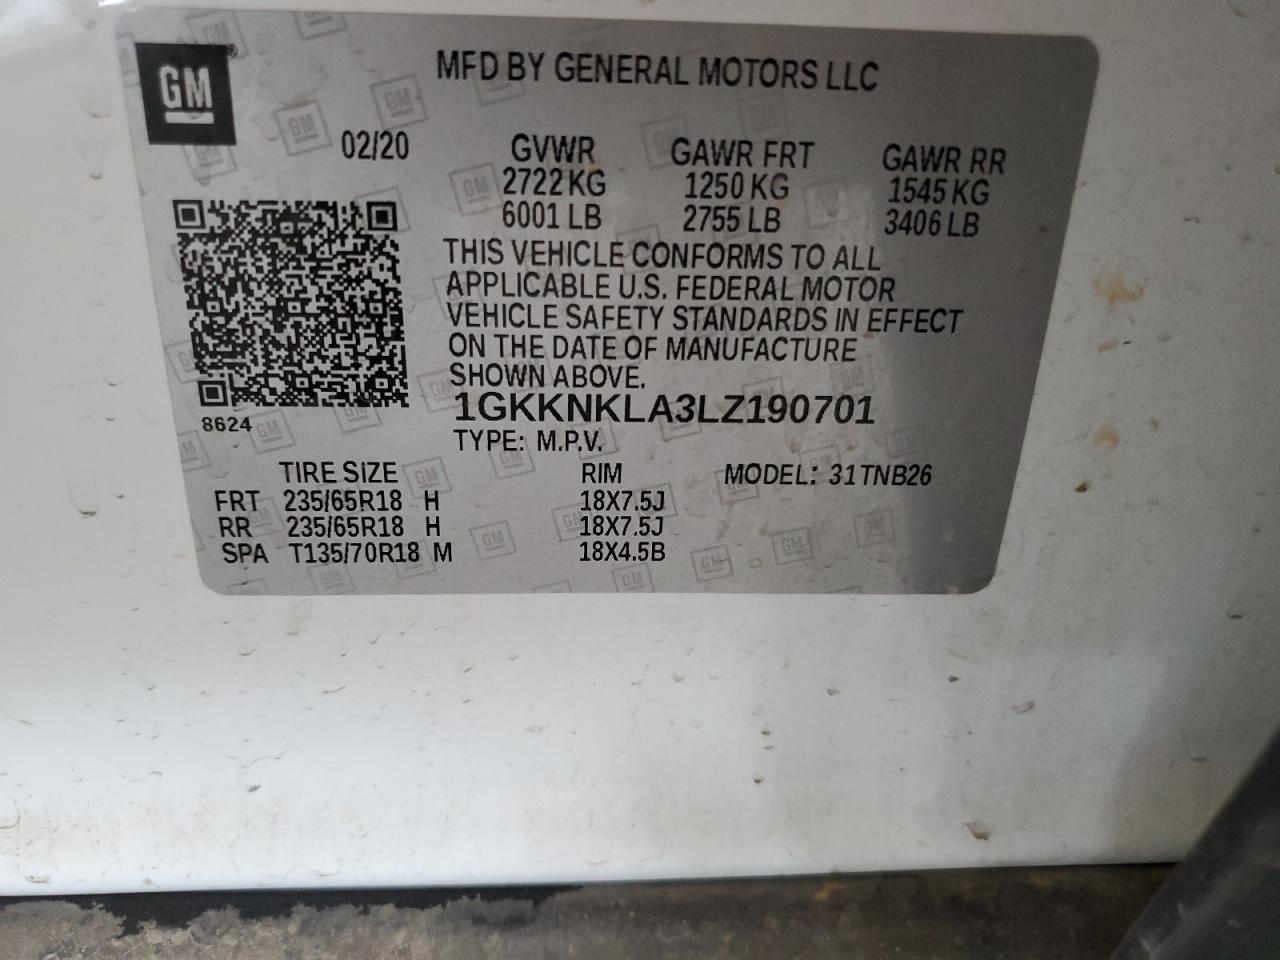 GM
MFD BY GENERAL MOTORS LLC
02/20 GVWR GAWR FRT GAWR RR
2722 KG 1250 KG 1545 KG
6001 LB 2755 LB 3406 LB
THIS VEHICLE CONFORMS TO ALL
APPLICABLE U.S. FEDERAL MOTOR
VEHICLE SAFETY STANDARDS IN EFFECT
ON THE DATE OF MANUFACTURE
SHOWN ABOVE.
1GKKNKLA3LZ190701
8624
TYPE: M.P.V.
TIRE SIZE RIM MODEL: 31TNB26
FRT 235/65R18 H 18X7.5J
RR 235/65R18 H 18X7.5J
SPA T135/70R18 M 18X4.5B